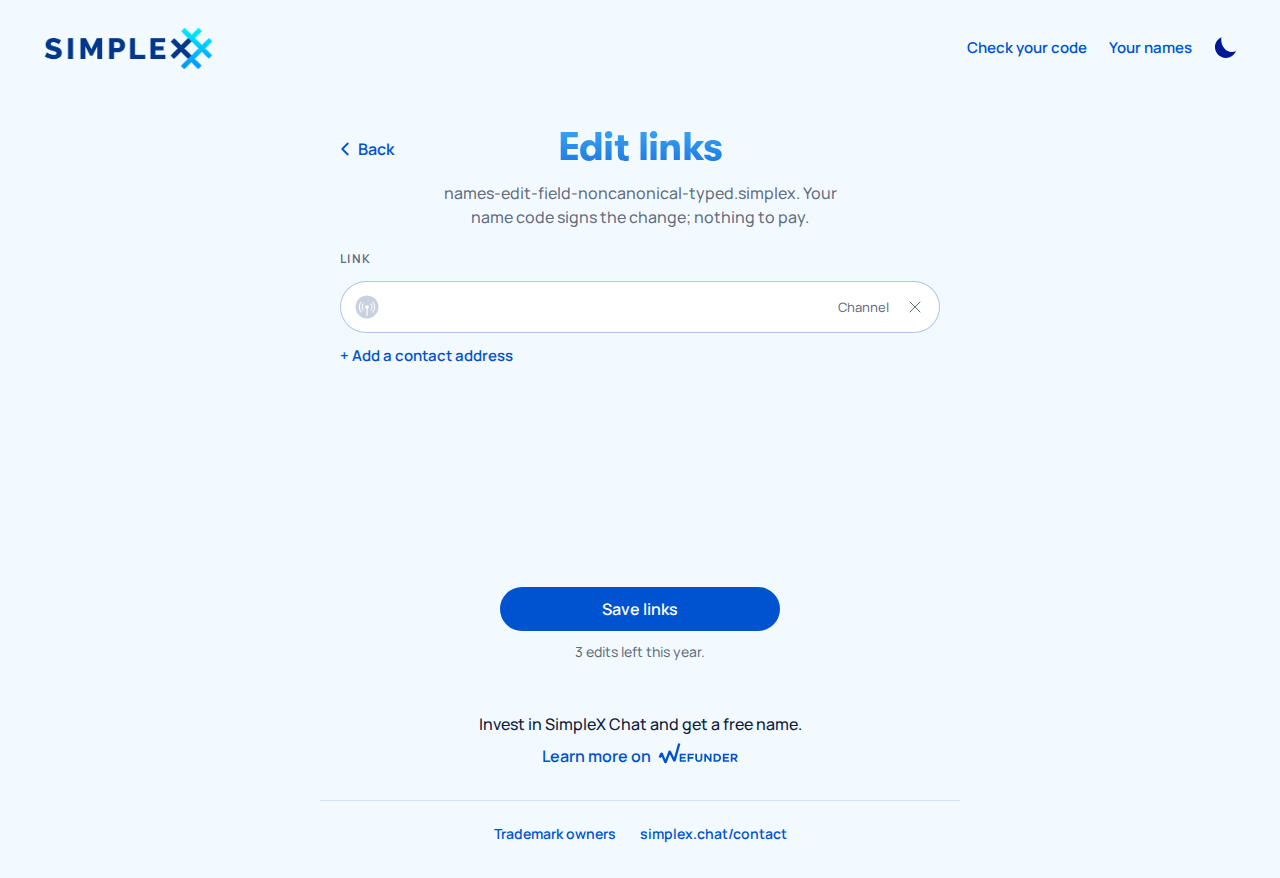 SIMPLEX
Check your code
Your names
Back
Edit links
names-edit-field-noncanonical-typed.simplex. Your
name code signs the change; nothing to pay.
LINK
Channel
+ Add a contact address
Save links
3 edits left this year.
Invest in SimpleX Chat and get a free name.
Learn more on WEFUNDER
Trademark owners
simplex.chat/contact